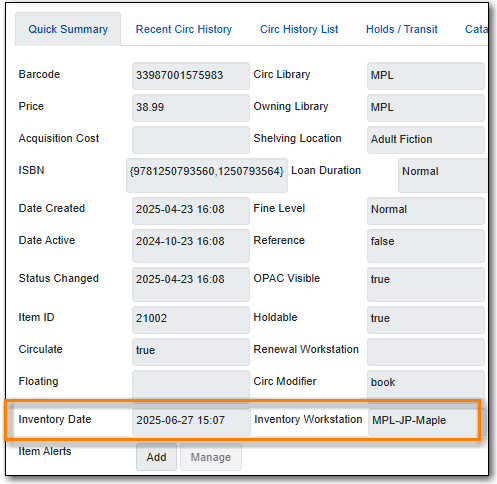 Quick Summary Recent Circ History Circ History List Holds / Transit Cata
Barcode 33987001575983 Circ Library MPL
Price 38.99 Owning Library MPL
Acquisition Cost Shelving Location Adult Fiction
ISBN {9781250793560,1250793564} Loan Duration Normal
Date Created 2025-04-23 16:08 Fine Level Normal
Date Active 2024-10-23 16:08 Reference false
Status Changed 2025-04-23 16:08 OPAC Visible true
Item ID 21002 Holdable true
Circulate true Renewal Workstation
Floating Circ Modifier book
Inventory Date 2025-06-27 15:07 Inventory Workstation MPL-JP-Maple
Item Alerts Add Manage